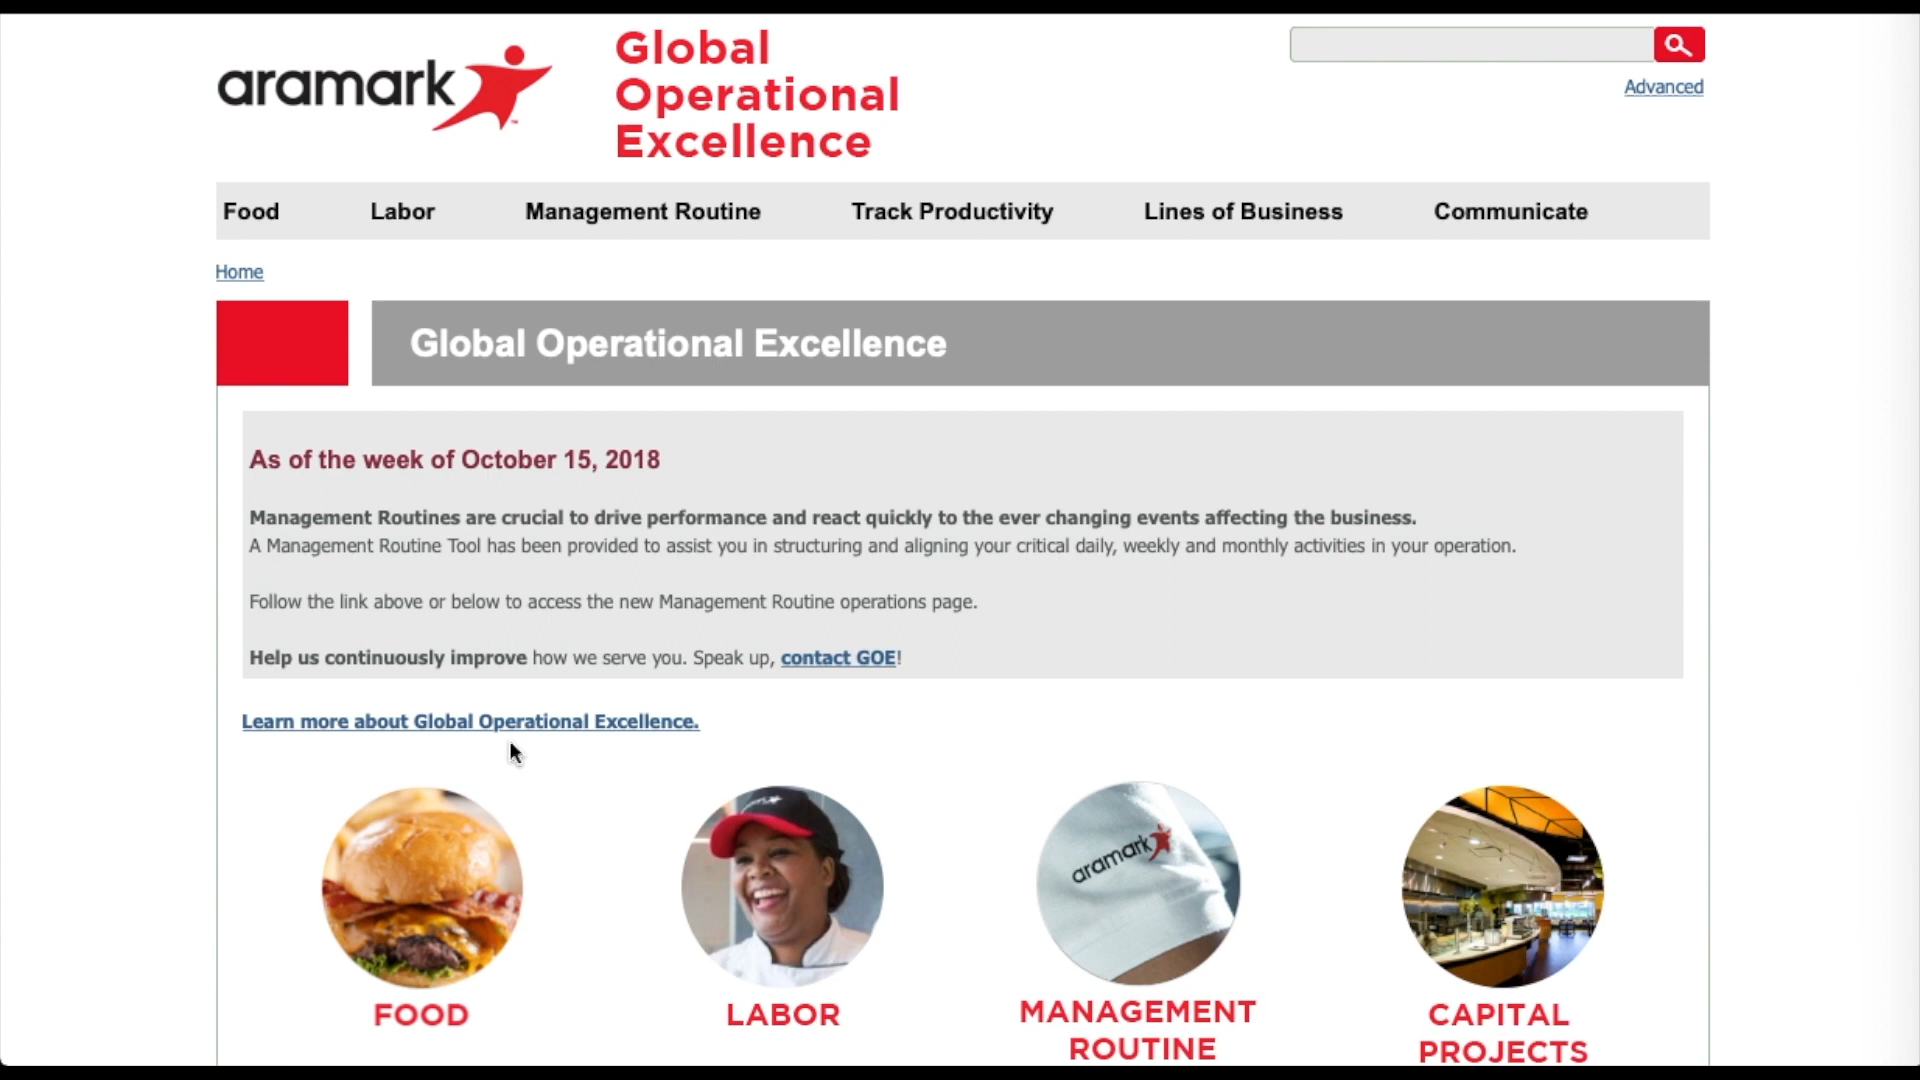 aramark
Global
Operational
Excellence
Advanced
Food Labor Management Routine Track Productivity Lines of Business Communicate
Home
Global Operational Excellence
As of the week of October 15, 2018
Management Routines are crucial to drive performance and react quickly to the ever changing events affecting the business.
A Management Routine Tool has been provided to assist you in structuring and aligning your critical daily, weekly and monthly activities in your operation.
Follow the link above or below to access the new Management Routine operations page.
Help us continuously improve how we serve you. Speak up, contact GOE!
Learn more about Global Operational Excellence.
aramark
FOOD
LABOR
MANAGEMENT
ROUTINE
CAPITAL
PROJECTS